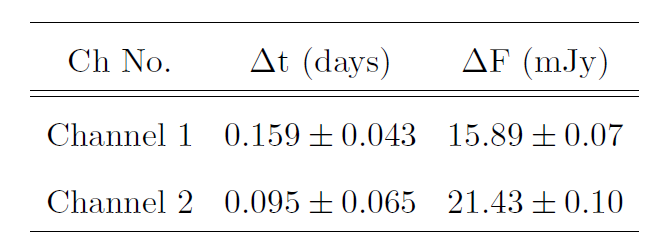 Ch No. Δt (days) ΔF (mJy)
Channel 1 0.159 ± 0.043 15.89 ± 0.07
Channel 2 0.095 ± 0.065 21.43 ± 0.10